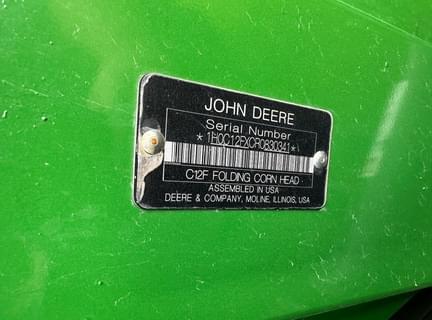 JOHN DEERE
Serial Number
*1H0C12FXCR0830341*
C12F FOLDING CORN HEAD
ASSEMBLED IN USA
DEERE & COMPANY, MOLINE, ILLINOIS, USA